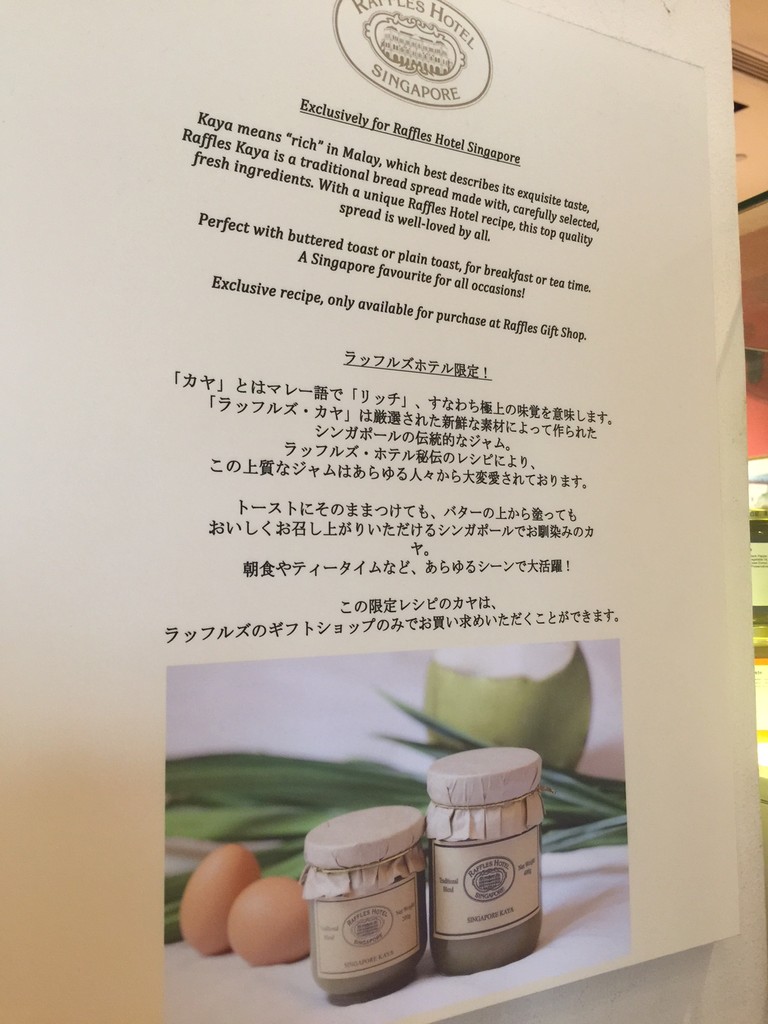 RAFFLES HOTEL
SINGAPORE
Exclusively for Raffles Hotel Singapore
Kaya means “rich” in Malay, which best describes its exquisite taste,
Raffles Kaya is a traditional bread spread made with, carefully selected,
fresh ingredients. With a unique Raffles Hotel recipe, this top quality
spread is well-loved by all.
Perfect with buttered toast or plain toast, for breakfast or tea time.
A Singapore favourite for all occasions!
Exclusive recipe, only available for purchase at Raffles Gift Shop.
ラッフルズホテル限定！
「カヤ」とはマレー語で「リッチ」、すなわち極上の味覚を意味します。
「ラッフルズ・カヤ」は厳選された新鮮な素材によって作られた
シンガポールの伝統的なジャム。
ラッフルズ・ホテル秘伝のレシピにより、
この上質なジャムはあらゆる人々から大変愛されております。
トーストにそのままつけても、バターの上から塗っても
おいしくお召し上がりいただけるシンガポールでお馴染みのカ
ヤ。
朝食やティータイムなど、あらゆるシーンで大活躍！
この限定レシピのカヤは、
ラッフルズのギフトショップのみでお買い求めいただくことができます。
RAFFLES HOTEL
SINGAPORE
Traditional
Blend
Net Weight
SINGAPORE KAYA
RAFFLES HOTEL
SINGAPORE
Traditional
Blend
Net Weight
SINGAPORE KAYA